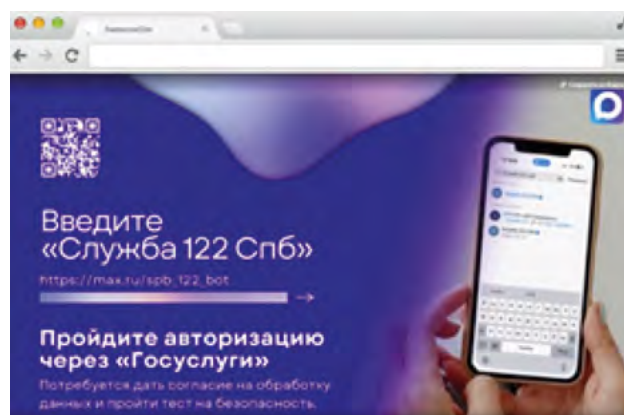 Введите
«Служба 122 Спб»
https://max.ru/spb_122_bot
Пройдите авторизацию
через «Госуслуги»
Потребуется дать согласие на обработку
данных и пройти тест на безопасность.